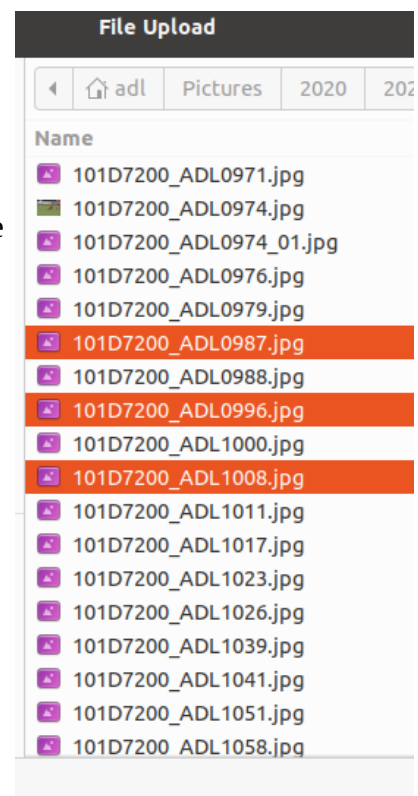 File Upload
adl Pictures 2020 202
Name
101D7200_ADL0971.jpg
101D7200_ADL0974.jpg
e
101D7200_ADL0974_01.jpg
101D7200_ADL0976.jpg
101D7200_ADL0979.jpg
101D7200_ADL0987.jpg
101D7200_ADL0988.jpg
101D7200_ADL0996.jpg
101D7200_ADL1000.jpg
101D7200_ADL1008.jpg
101D7200_ADL1011.jpg
101D7200_ADL1017.jpg
101D7200_ADL1023.jpg
101D7200_ADL1026.jpg
101D7200_ADL1039.jpg
101D7200_ADL1041.jpg
101D7200_ADL1051.jpg
101D7200_ADL1058.jpg